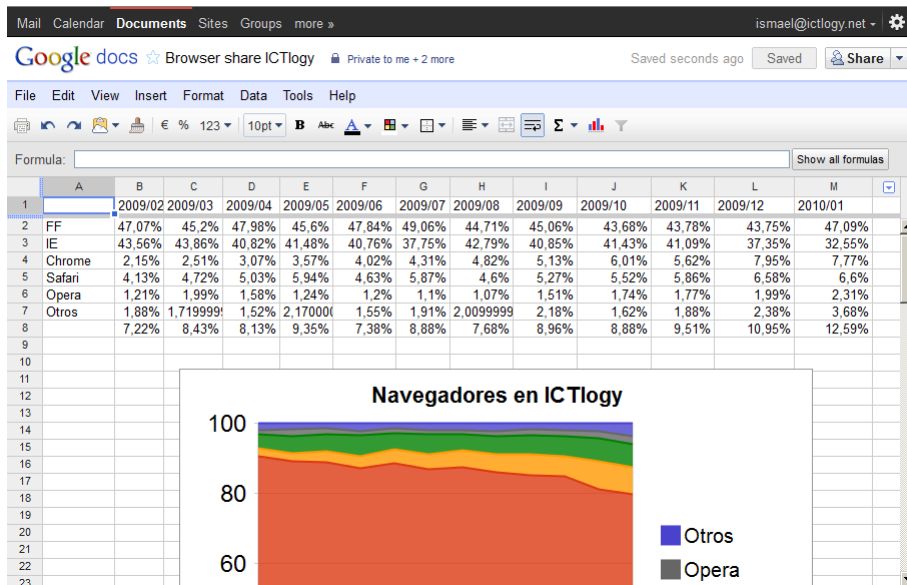 Mail Calendar Documents Sites Groups more » ismael@ictlogy.net
Google docs Browser share ICTlogy Private to me + 2 more Saved seconds ago Saved Share
File Edit View Insert Format Data Tools Help
€ % 123 10pt B Abc A Σ
Formula: Show all formulas
A B C D E F G H I J K L M
1 2009/02 2009/03 2009/04 2009/05 2009/06 2009/07 2009/08 2009/09 2009/10 2009/11 2009/12 2010/01
2 FF 47,07% 45,2% 47,98% 45,6% 47,84% 49,06% 44,71% 45,06% 43,68% 43,78% 43,75% 47,09%
3 IE 43,56% 43,86% 40,82% 41,48% 40,76% 37,75% 42,79% 40,85% 41,43% 41,09% 37,35% 32,55%
4 Chrome 2,15% 2,51% 3,07% 3,57% 4,02% 4,31% 4,82% 5,13% 6,01% 5,62% 7,95% 7,77%
5 Safari 4,13% 4,72% 5,03% 5,94% 4,63% 5,87% 4,6% 5,27% 5,52% 5,86% 6,58% 6,6%
6 Opera 1,21% 1,99% 1,58% 1,24% 1,2% 1,1% 1,07% 1,51% 1,74% 1,77% 1,99% 2,31%
7 Otros 1,88% 1,7199999 1,52% 2,170000 1,55% 1,91% 2,0099999 2,18% 1,62% 1,88% 2,38% 3,68%
8 7,22% 8,43% 8,13% 9,35% 7,38% 8,88% 7,68% 8,96% 8,88% 9,51% 10,95% 12,59%
9
10
11
12 Navegadores en ICTlogy
13
14 100
15
16
17
18 80
19
20 Otros
21
22 60 Opera
23